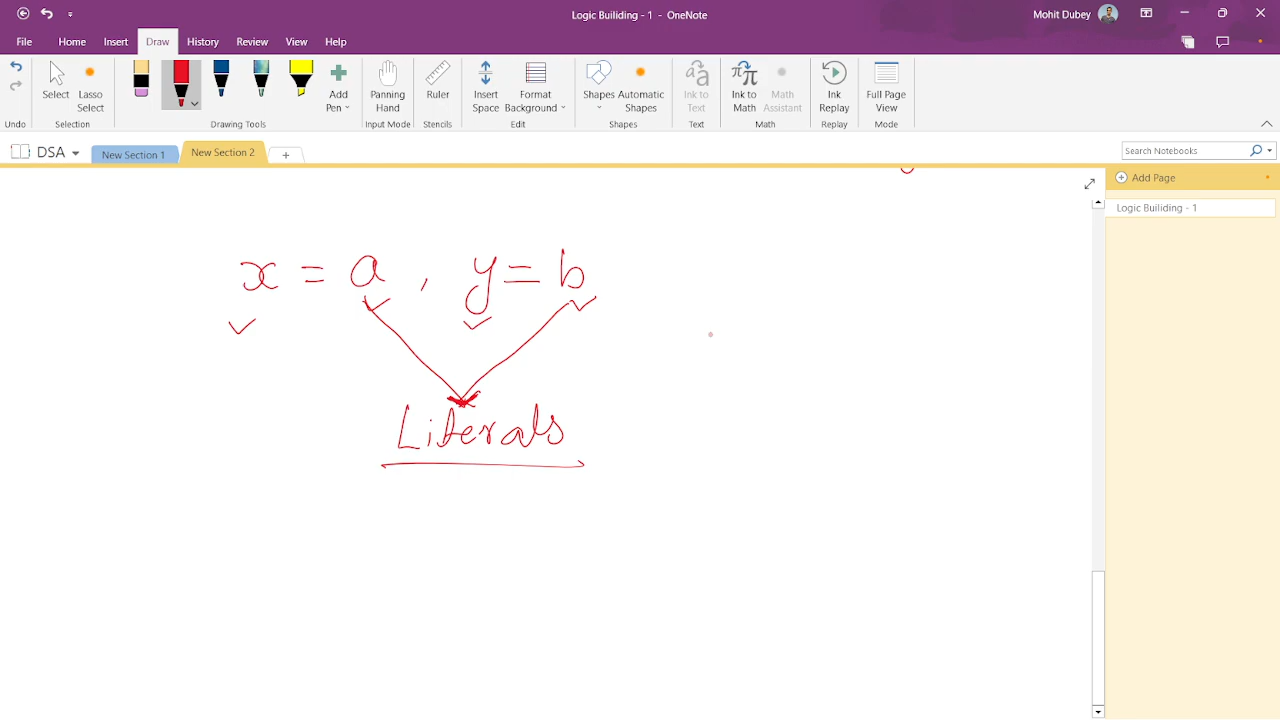 Logic Buiilding - 1 - OneNote
Mohit Dubey
File Home Insert Draw History Review View Help
Select Lasso Select Add Pen Panning Hand Ruler Insert Space Format Background Shapes Automatic Shapes Ink to Text Ink to Math Math Assistant Ink Replay Full Page View
Undo Selection Drawing Tools Input Mode Stencils Edit Shapes Text Math Replay Mode
DSA New Section 1 New Section 2 + Search Notebooks
Add Page
Logic Buiilding - 1
x = a , y = b
Literals